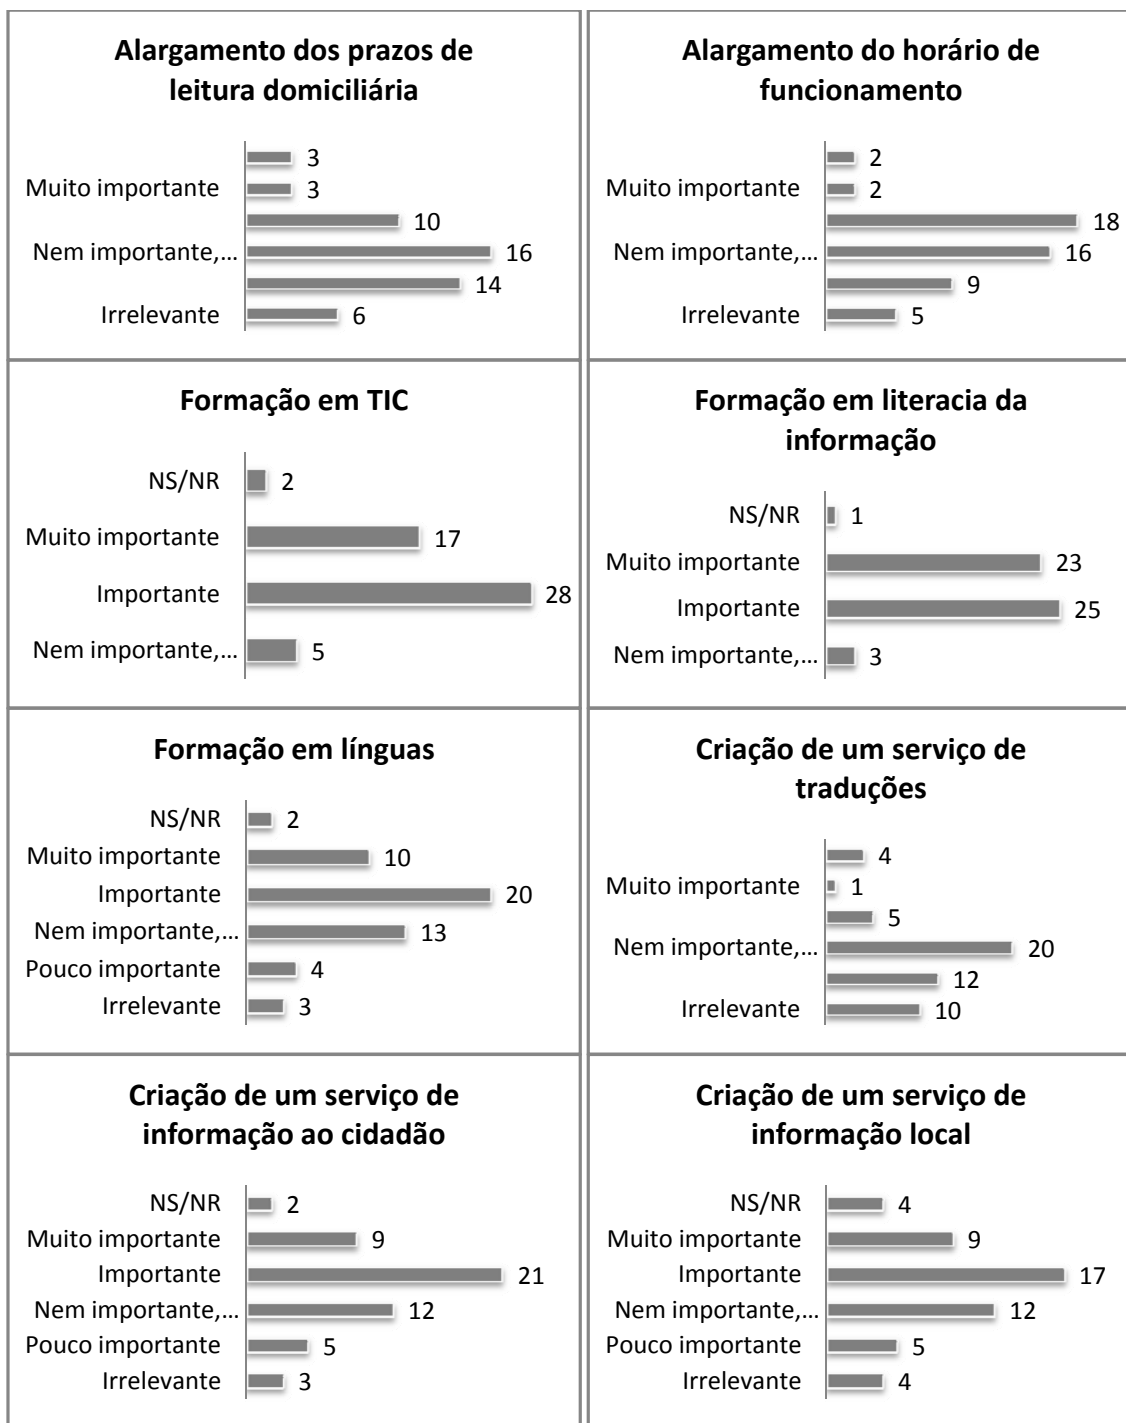 Alargamento dos prazos de
leitura domiciliária
3
Muito importante 3
10
Nem importante,... 16
14
Irrelevante 6
Alargamento do horário de
funcionamento
2
Muito importante 2
18
Nem importante,... 16
9
Irrelevante 5
Formação em TIC
NS/NR 2
Muito importante 17
Importante 28
Nem importante,... 5
Formação em literacia da
informação
NS/NR 1
Muito importante 23
Importante 25
Nem importante,... 3
Formação em línguas
NS/NR 2
Muito importante 10
Importante 20
Nem importante,... 13
Pouco importante 4
Irrelevante 3
Criação de um serviço de
traduções
4
Muito importante 1
5
Nem importante,... 20
12
Irrelevante 10
Criação de um serviço de
informação ao cidadão
NS/NR 2
Muito importante 9
Importante 21
Nem importante,... 12
Pouco importante 5
Irrelevante 3
Criação de um serviço de
informação local
NS/NR 4
Muito importante 9
Importante 17
Nem importante,... 12
Pouco importante 5
Irrelevante 4